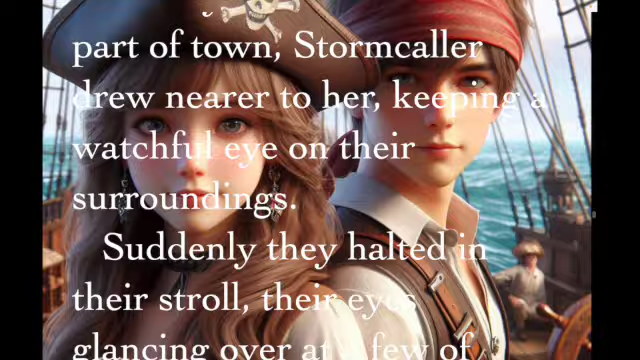 part of town, Stormcaller
drew nearer to her, keeping a
watchful eye on their
surroundings.
Suddenly they halted in
their stroll, their eyes
glancing over at a few of